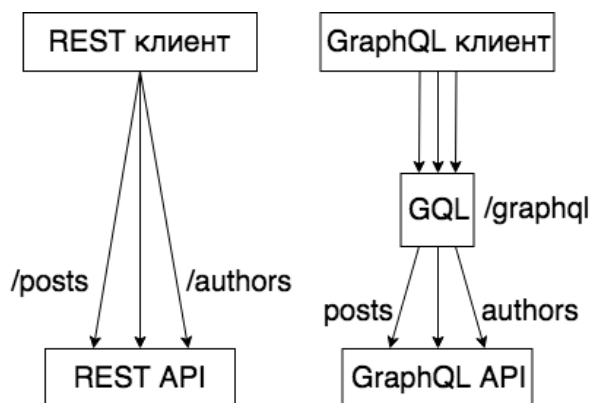 REST клиент
GraphQL клиент
GQL
/graphql
/posts
/authors
posts
authors
REST API
GraphQL API